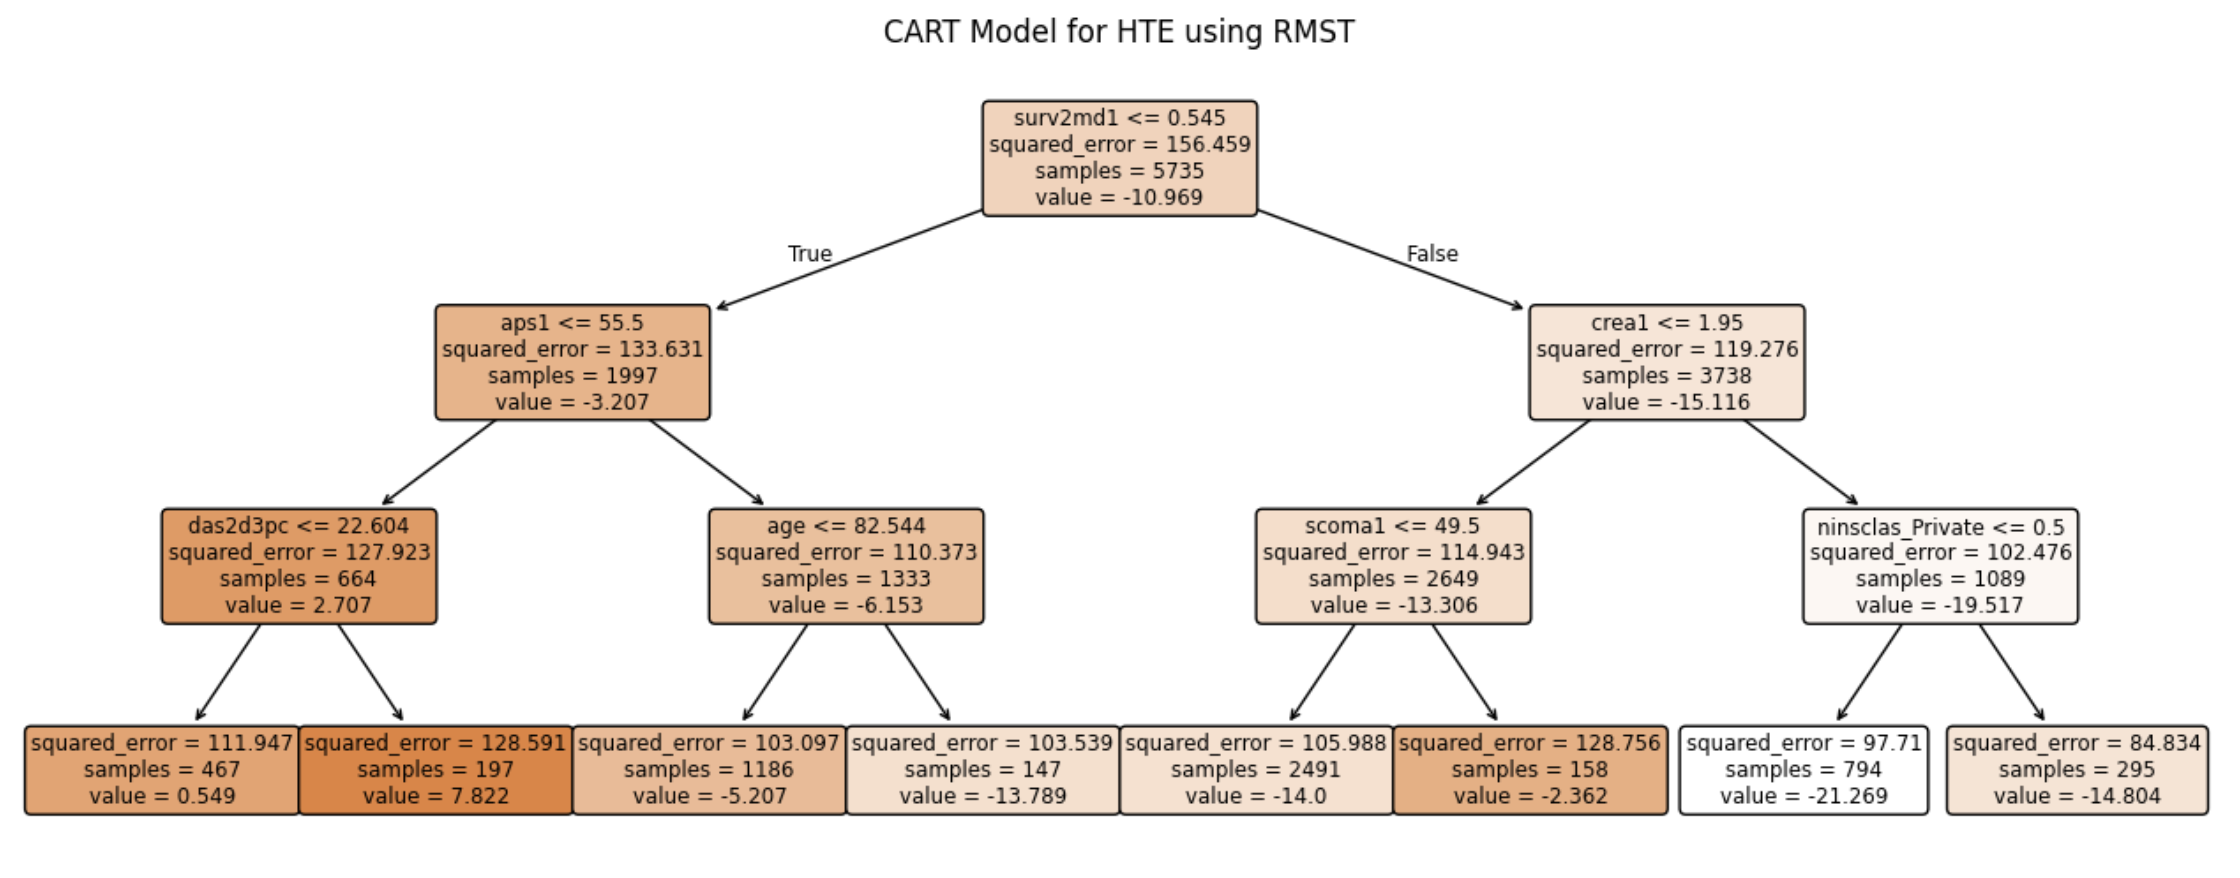 CART Model for HTE using RMST
surv2md1 <= 0.545
squared_error = 156.459
samples = 5735
value = -10.969
True
False
aps1 <= 55.5
squared_error = 133.631
samples = 1997
value = -3.207
crea1 <= 1.95
squared_error = 119.276
samples = 3738
value = -15.116
das2d3pc <= 22.604
squared_error = 127.923
samples = 664
value = 2.707
age <= 82.544
squared_error = 110.373
samples = 1333
value = -6.153
scoma1 <= 49.5
squared_error = 114.943
samples = 2649
value = -13.306
ninsclas_Private <= 0.5
squared_error = 102.476
samples = 1089
value = -19.517
squared_error = 111.947
samples = 467
value = 0.549
squared_error = 128.591
samples = 197
value = 7.822
squared_error = 103.097
samples = 1186
value = -5.207
squared_error = 103.539
samples = 147
value = -13.789
squared_error = 105.988
samples = 2491
value = -14.0
squared_error = 128.756
samples = 158
value = -2.362
squared_error = 97.71
samples = 794
value = -21.269
squared_error = 84.834
samples = 295
value = -14.804